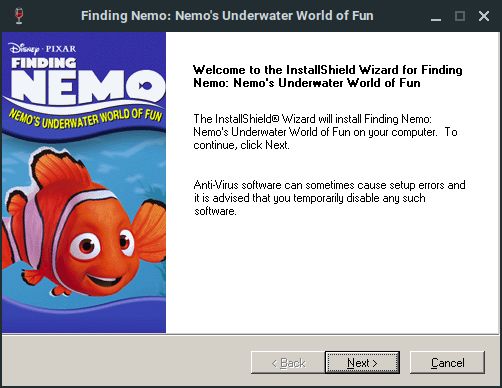 Finding Nemo: Nemo's Underwater World of Fun
Disney · PIXAR
FINDING
NEMO
NEMO'S UNDERWATER WORLD OF FUN
Welcome to the InstallShield Wizard for Finding
Nemo: Nemo's Underwater World of Fun
The InstallShield® Wizard will install Finding Nemo:
Nemo's Underwater World of Fun on your computer. To
continue, click Next.
Anti-Virus software can sometimes cause setup errors and
it is advised that you temporarily disable any such
software.
< Back
Next >
Cancel